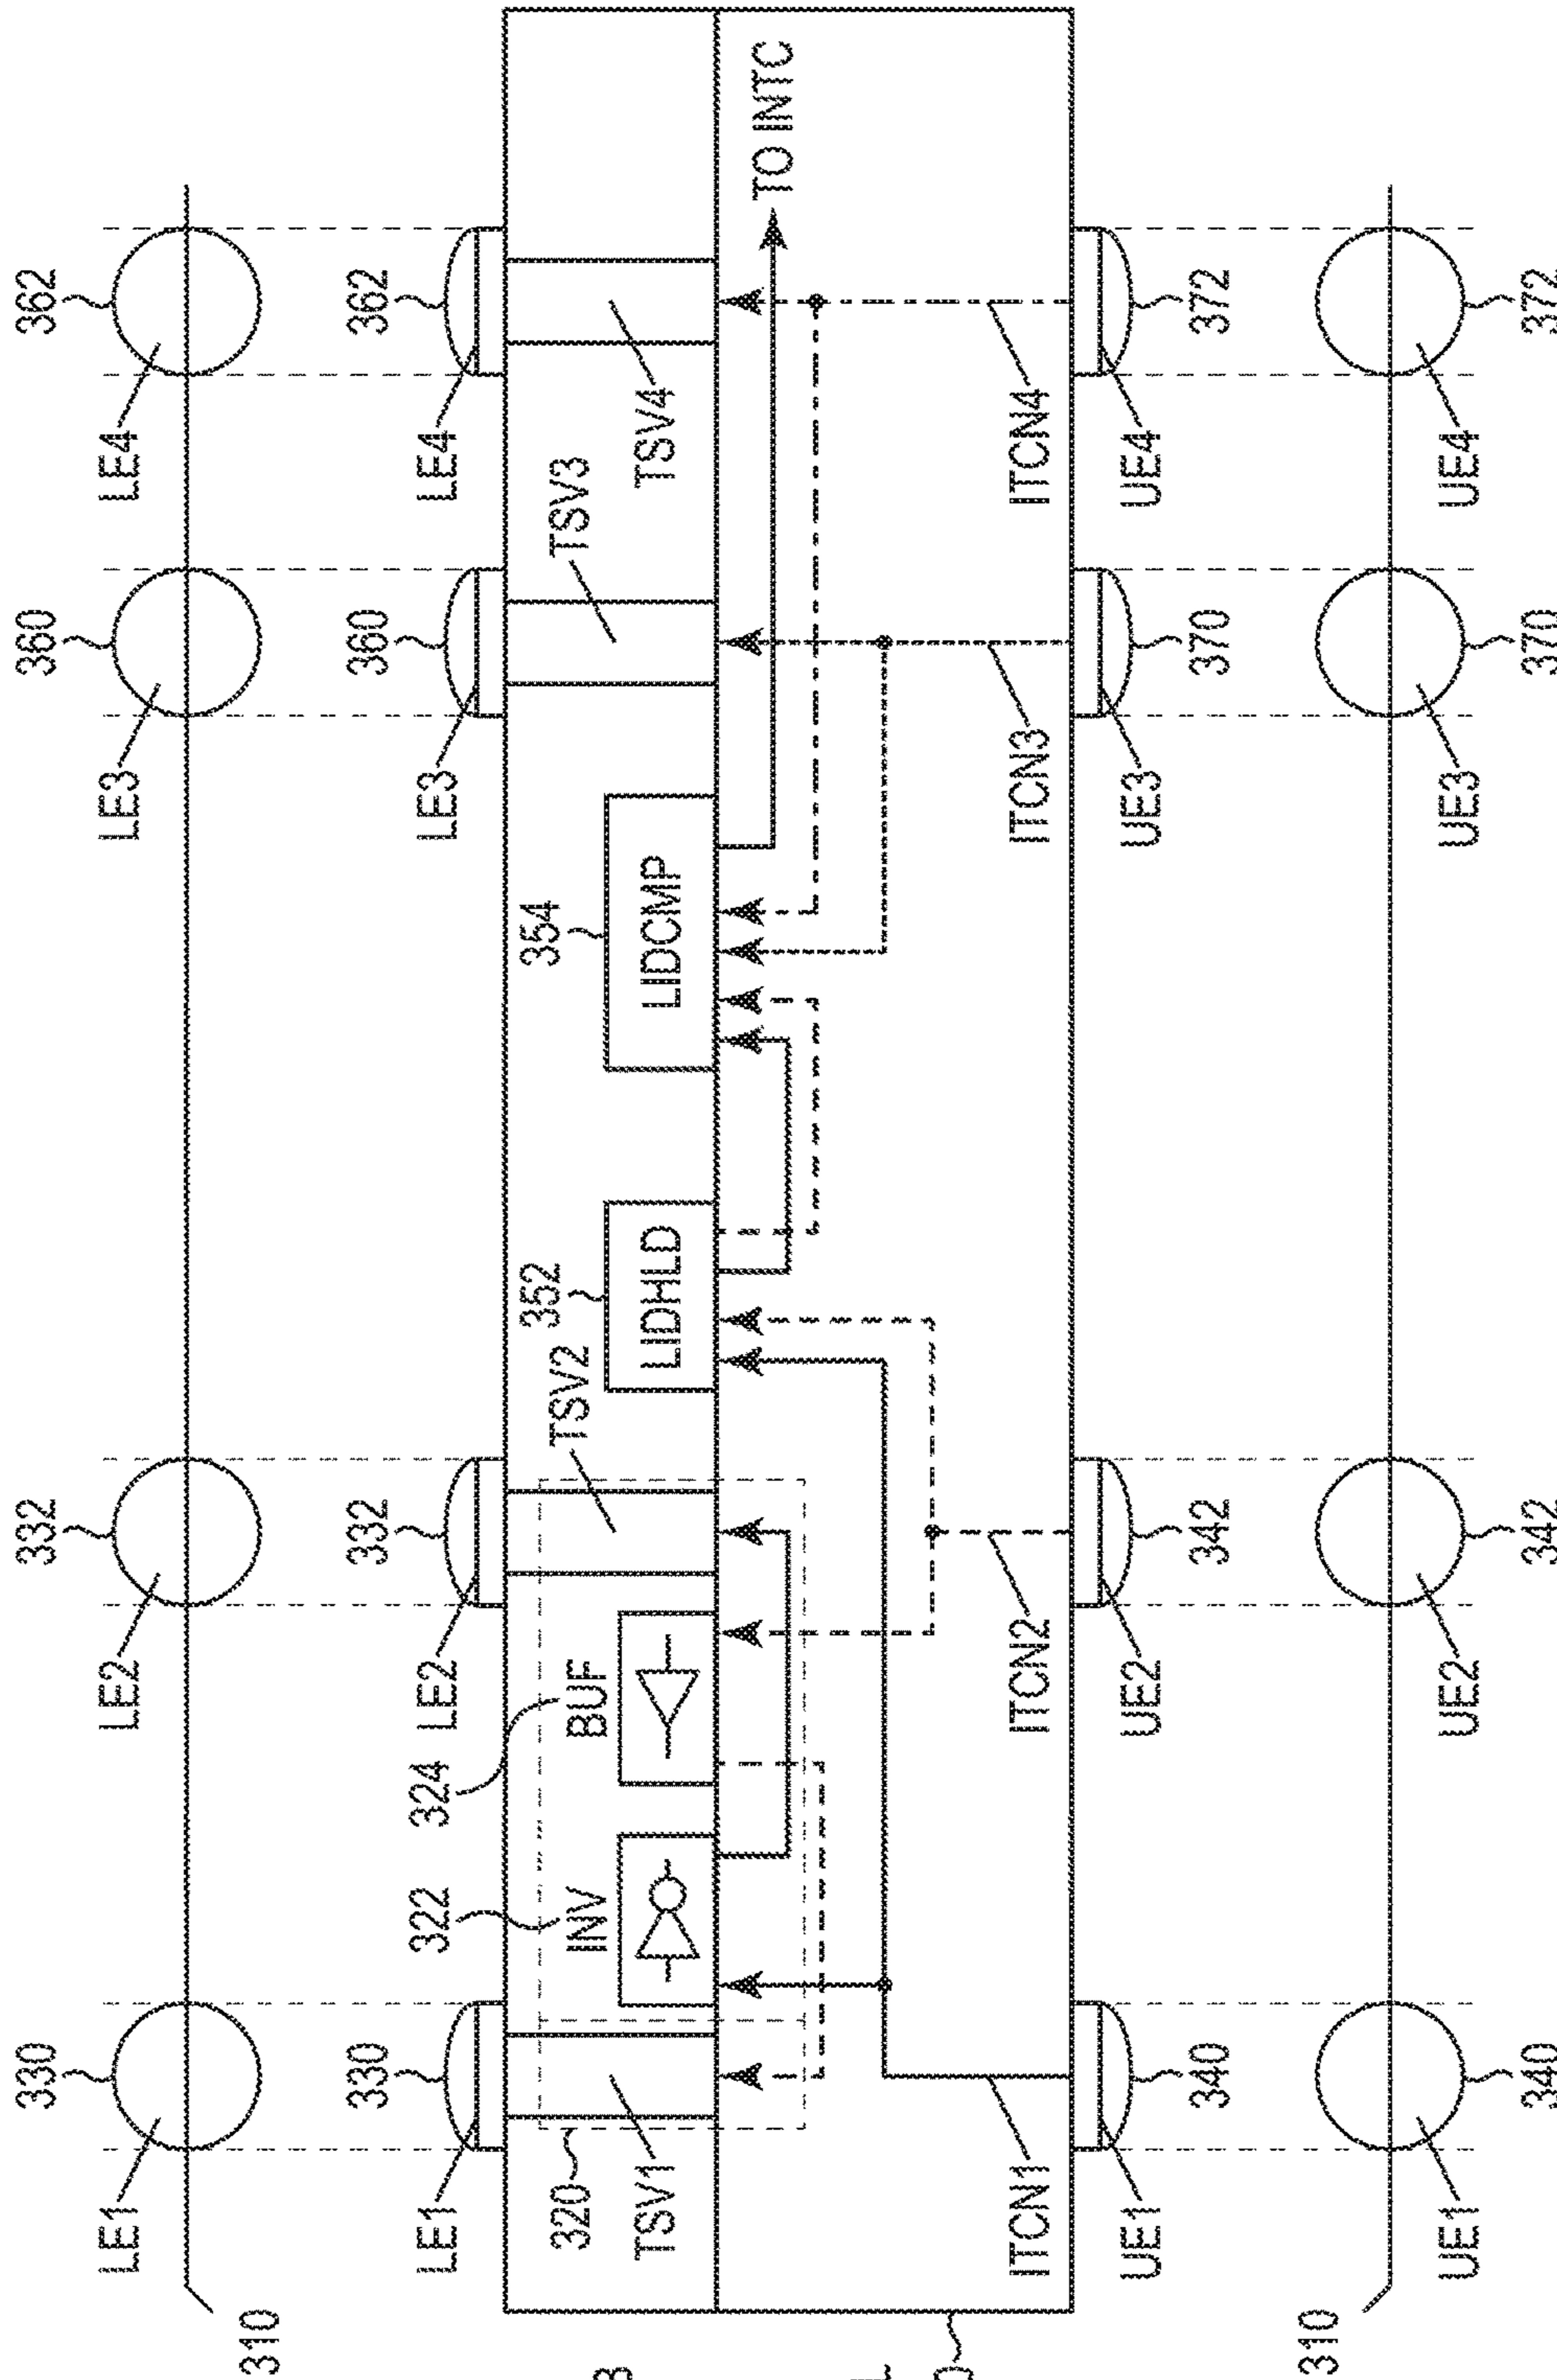 330 332 360 362
LE1 LE2 LE3 LE4
310
330 332 360 362
LE1 322 324 LE2 LE3 LE4
352 354
320 INV BUF TSV2 TSV3
TSV1 LIDHLD LIDCMP TSV4
TO INTC
ITCN1 ITCN2 ITCN3 ITCN4
UE1 UE2 UE3 UE4
340 342 370 372
310
UE1 UE2 UE3 UE4
340 342 370 372